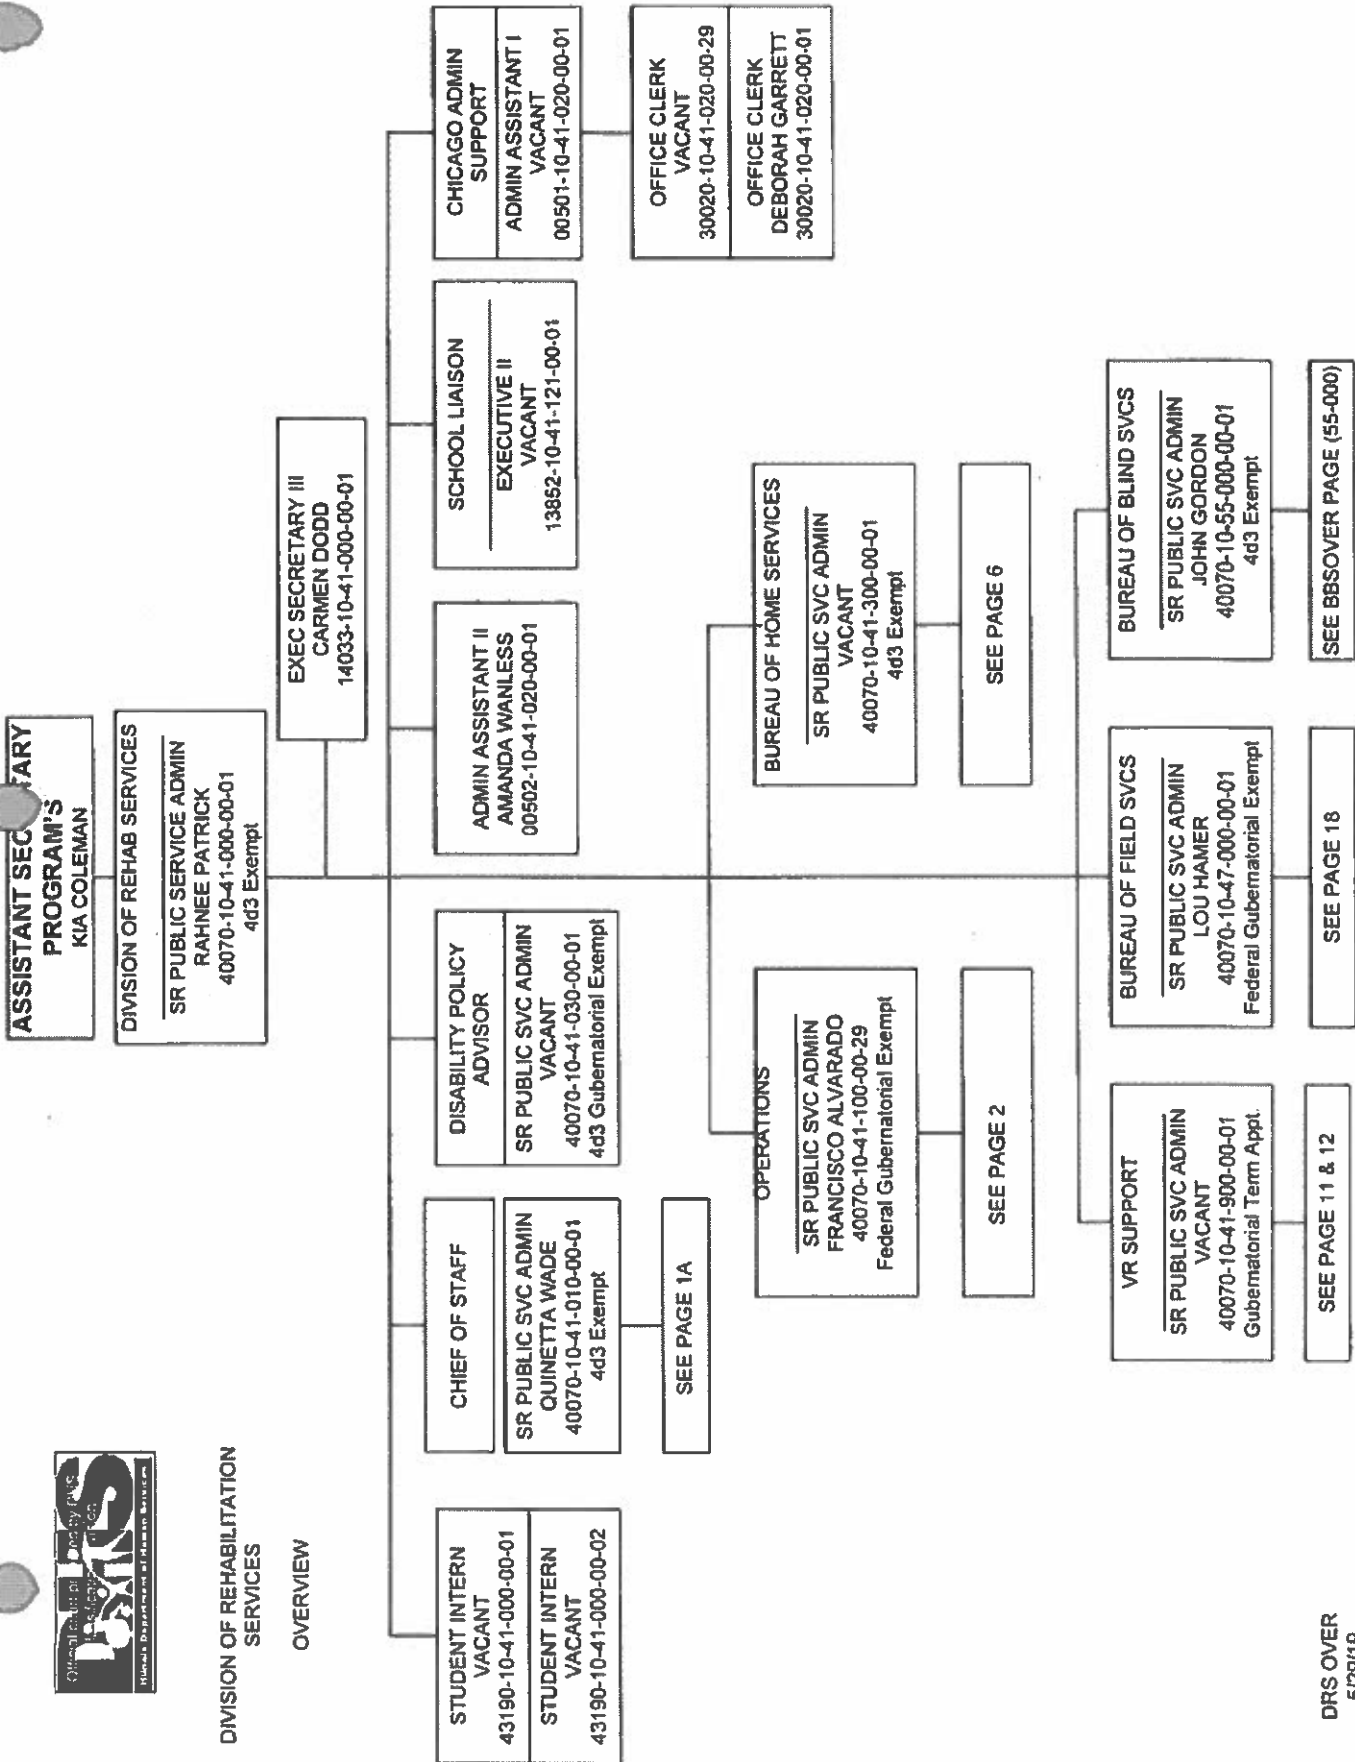 Illinois Department of Human Services
DIVISION OF REHABILITATION
SERVICES
OVERVIEW
ASSISTANT SEC
ARY
PROGRAM'S
KIA COLEMAN
DIVISION OF REHAB SERVICES
SR PUBLIC SERVICE ADMIN
RAHNEE PATRICK
40070-10-41-000-00-01
4d3 Exempt
EXEC SECRETARY III
CARMEN DODD
14033-10-41-000-00-01
STUDENT INTERN
VACANT
43190-10-41-000-00-01
STUDENT INTERN
VACANT
43190-10-41-000-00-02
CHIEF OF STAFF
SR PUBLIC SVC ADMIN
QUINETTA WADE
40070-10-41-010-00-01
4d3 Exempt
SEE PAGE 1A
DISABILITY POLICY
ADVISOR
SR PUBLIC SVC ADMIN
VACANT
40070-10-41-030-00-01
4d3 Gubernatorial Exempt
ADMIN ASSISTANT II
AMANDA WANLESS
00502-10-41-020-00-01
SCHOOL LIAISON
EXECUTIVE II
VACANT
13852-10-41-121-00-01
CHICAGO ADMIN
SUPPORT
ADMIN ASSISTANT I
VACANT
00501-10-41-020-00-01
OFFICE CLERK
VACANT
30020-10-41-020-00-29
OFFICE CLERK
DEBORAH GARRETT
30020-10-41-020-00-01
OPERATIONS
SR PUBLIC SVC ADMIN
FRANCISCO ALVARADO
40070-10-41-100-00-29
Federal Gubernatorial Exempt
SEE PAGE 2
BUREAU OF HOME SERVICES
SR PUBLIC SVC ADMIN
VACANT
40070-10-41-300-00-01
4d3 Exempt
SEE PAGE 6
VR SUPPORT
SR PUBLIC SVC ADMIN
VACANT
40070-10-41-900-00-01
Gubernatorial Term Appt.
SEE PAGE 11 & 12
BUREAU OF FIELD SVCS
SR PUBLIC SVC ADMIN
LOU HAMER
40070-10-47-000-00-01
Federal Gubernatorial Exempt
SEE PAGE 18
BUREAU OF BLIND SVCS
SR PUBLIC SVC ADMIN
JOHN GORDON
40070-10-55-000-00-01
4d3 Exempt
SEE BBSOVER PAGE (55-000)
DRS OVER